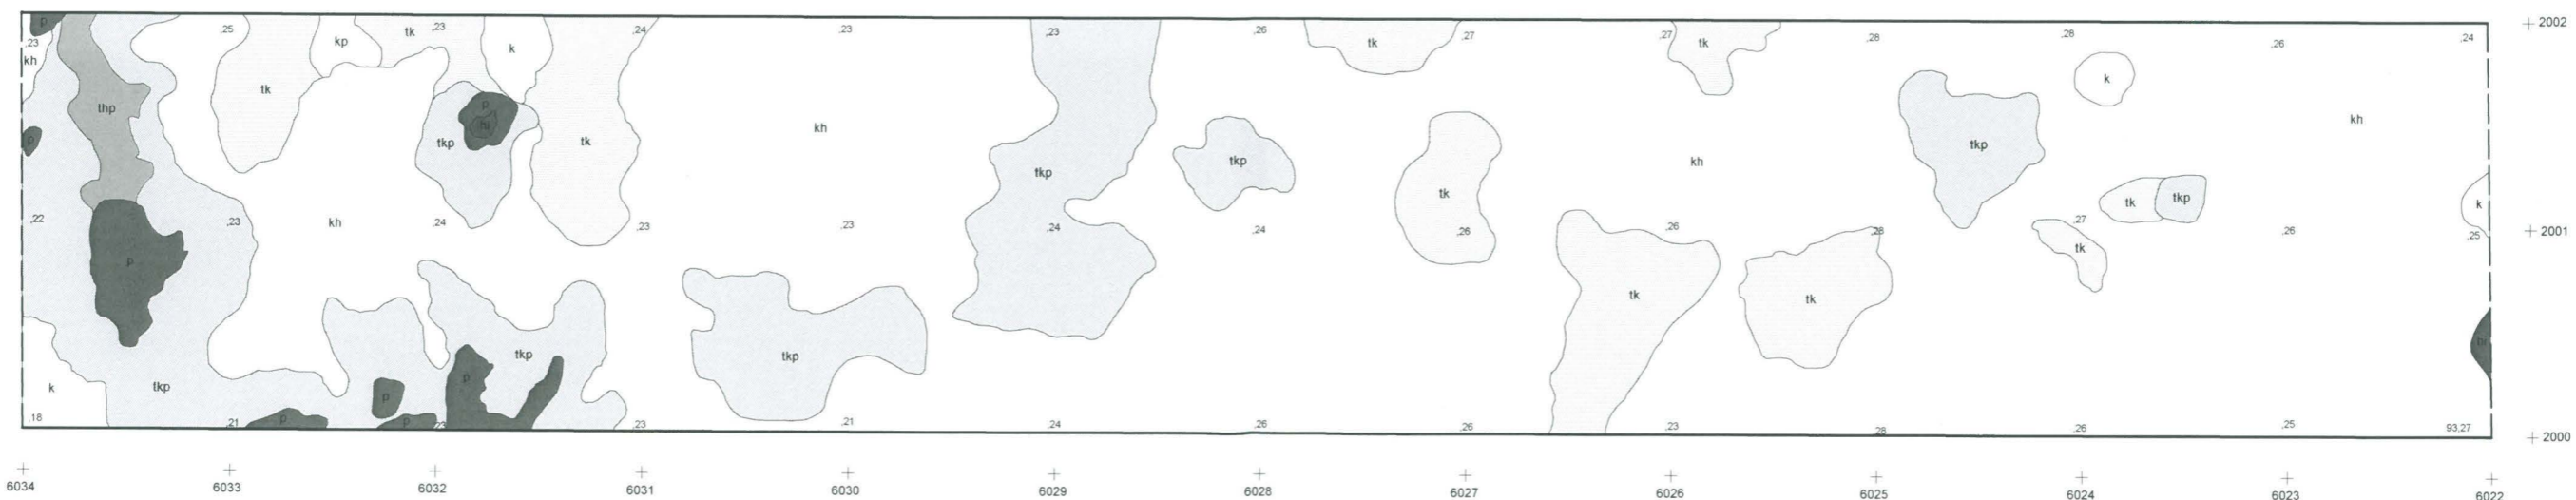 p ,25 kp tk ,23 k ,24 ,23 ,23 ,26 tk ,27 ,27 tk ,28 ,28 ,26 ,24 2002
,23
kh
thp tk p k
p tkp hi tk kh tkp tkp kh tkp kh
tkp tk tk tkp k
,22 ,23 kh ,24 ,23 ,23 ,24 ,24 ,26 ,26 ,28 ,27 ,26 ,25 2001
p tk
tk tk
tkp tkp hi
k tkp p
p
,18 ,21 p p 23 ,23 ,21 ,24 ,26 ,26 ,23 28 ,26 ,25 93,27 2000
6034 6033 6032 6031 6030 6029 6028 6027 6026 6025 6024 6023 6022